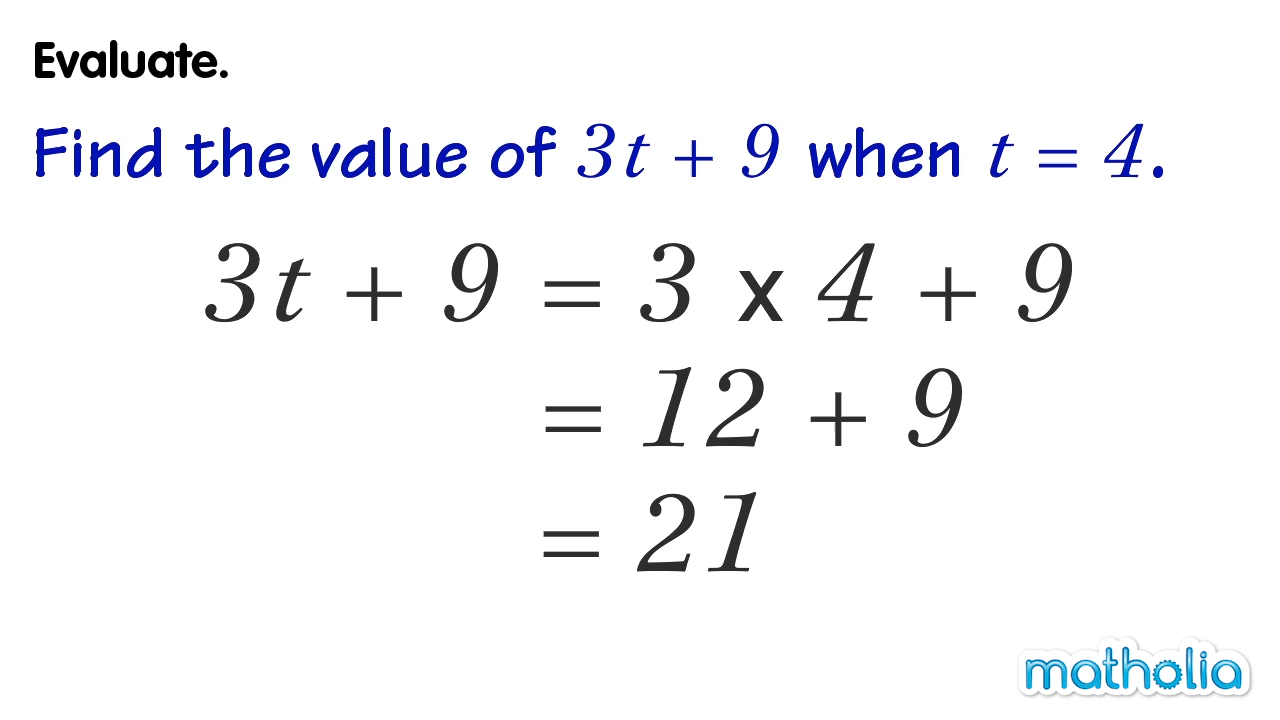 Evaluate.
Find the value of 3t + 9 when t = 4.
3t + 9 = 3 x 4 + 9
= 12 + 9
= 21
matholia